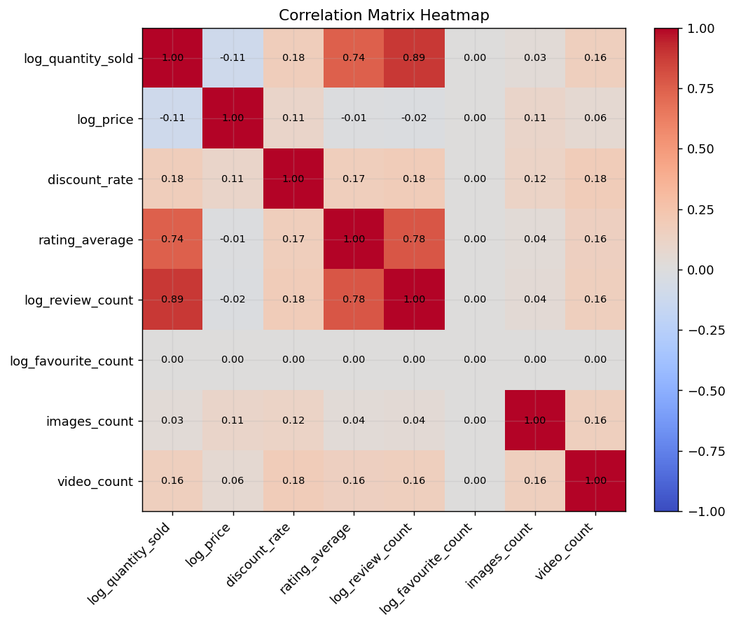 Correlation Matrix Heatmap
log_quantity_sold 1.00 -0.11 0.18 0.74 0.89 0.00 0.03 0.16
log_price -0.11 1.00 0.11 -0.01 -0.02 0.00 0.11 0.06
discount_rate 0.18 0.11 1.00 0.17 0.18 0.00 0.12 0.18
rating_average 0.74 -0.01 0.17 1.00 0.78 0.00 0.04 0.16
log_review_count 0.89 -0.02 0.18 0.78 1.00 0.00 0.04 0.16
log_favourite_count 0.00 0.00 0.00 0.00 0.00 0.00 0.00 0.00
images_count 0.03 0.11 0.12 0.04 0.04 0.00 1.00 0.16
video_count 0.16 0.06 0.18 0.16 0.16 0.00 0.16 1.00
log_quantity_sold
log_price
discount_rate
rating_average
log_review_count
log_favourite_count
images_count
video_count
1.00
0.75
0.50
0.25
0.00
−0.25
−0.50
−0.75
−1.00